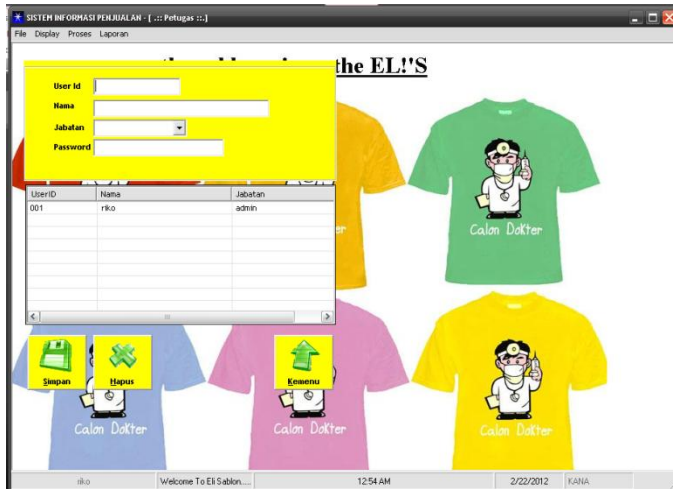 SISTEM INFORMASI PENJUALAN - [ .:: Petugas ::.]
File Display Proses Laporan
the EL!'S
User Id
Nama
Jabatan
Password
UserID Nama Jabatan
001 riko admin
Calon Dokter
Simpan Hapus Kemenu
Calon Dokter Calon Dokter Calon Dokter
riko Welcome To Eli Sablon..... 12:54 AM 2/22/2012 KANA